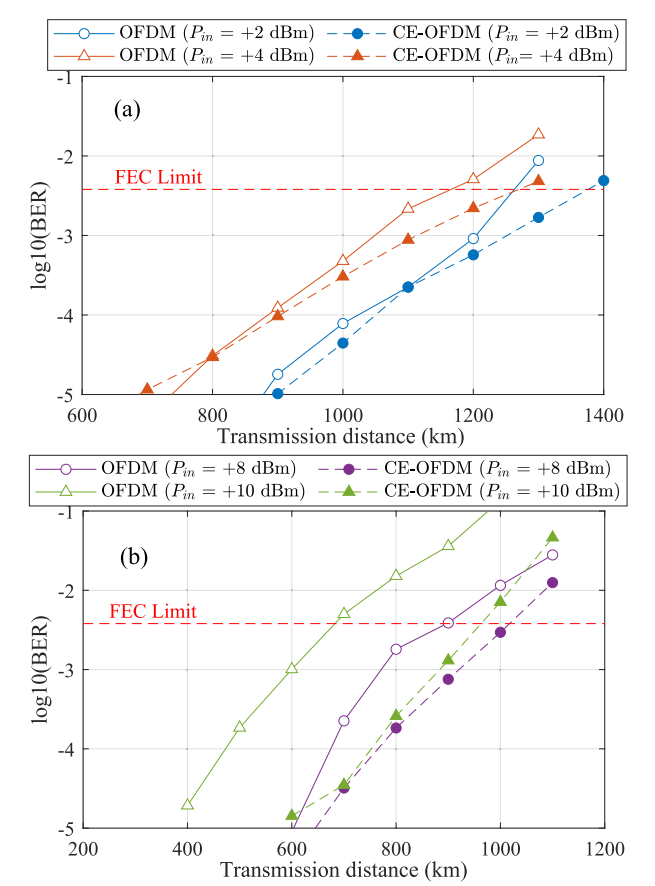 OFDM (P_in = +2 dBm) CE-OFDM (P_in = +2 dBm)
OFDM (P_in = +4 dBm) CE-OFDM (P_in= +4 dBm)
-1
(a)
-2
FEC Limit
log10(BER)
-3
-4
-5
600 800 1000 1200 1400
Transmission distance (km)
OFDM (P_in = +8 dBm) CE-OFDM (P_in = +8 dBm)
OFDM (P_in = +10 dBm) CE-OFDM (P_in = +10 dBm)
-1
(b)
-2
FEC Limit
log10(BER)
-3
-4
-5
200 400 600 800 1000 1200
Transmission distance (km)